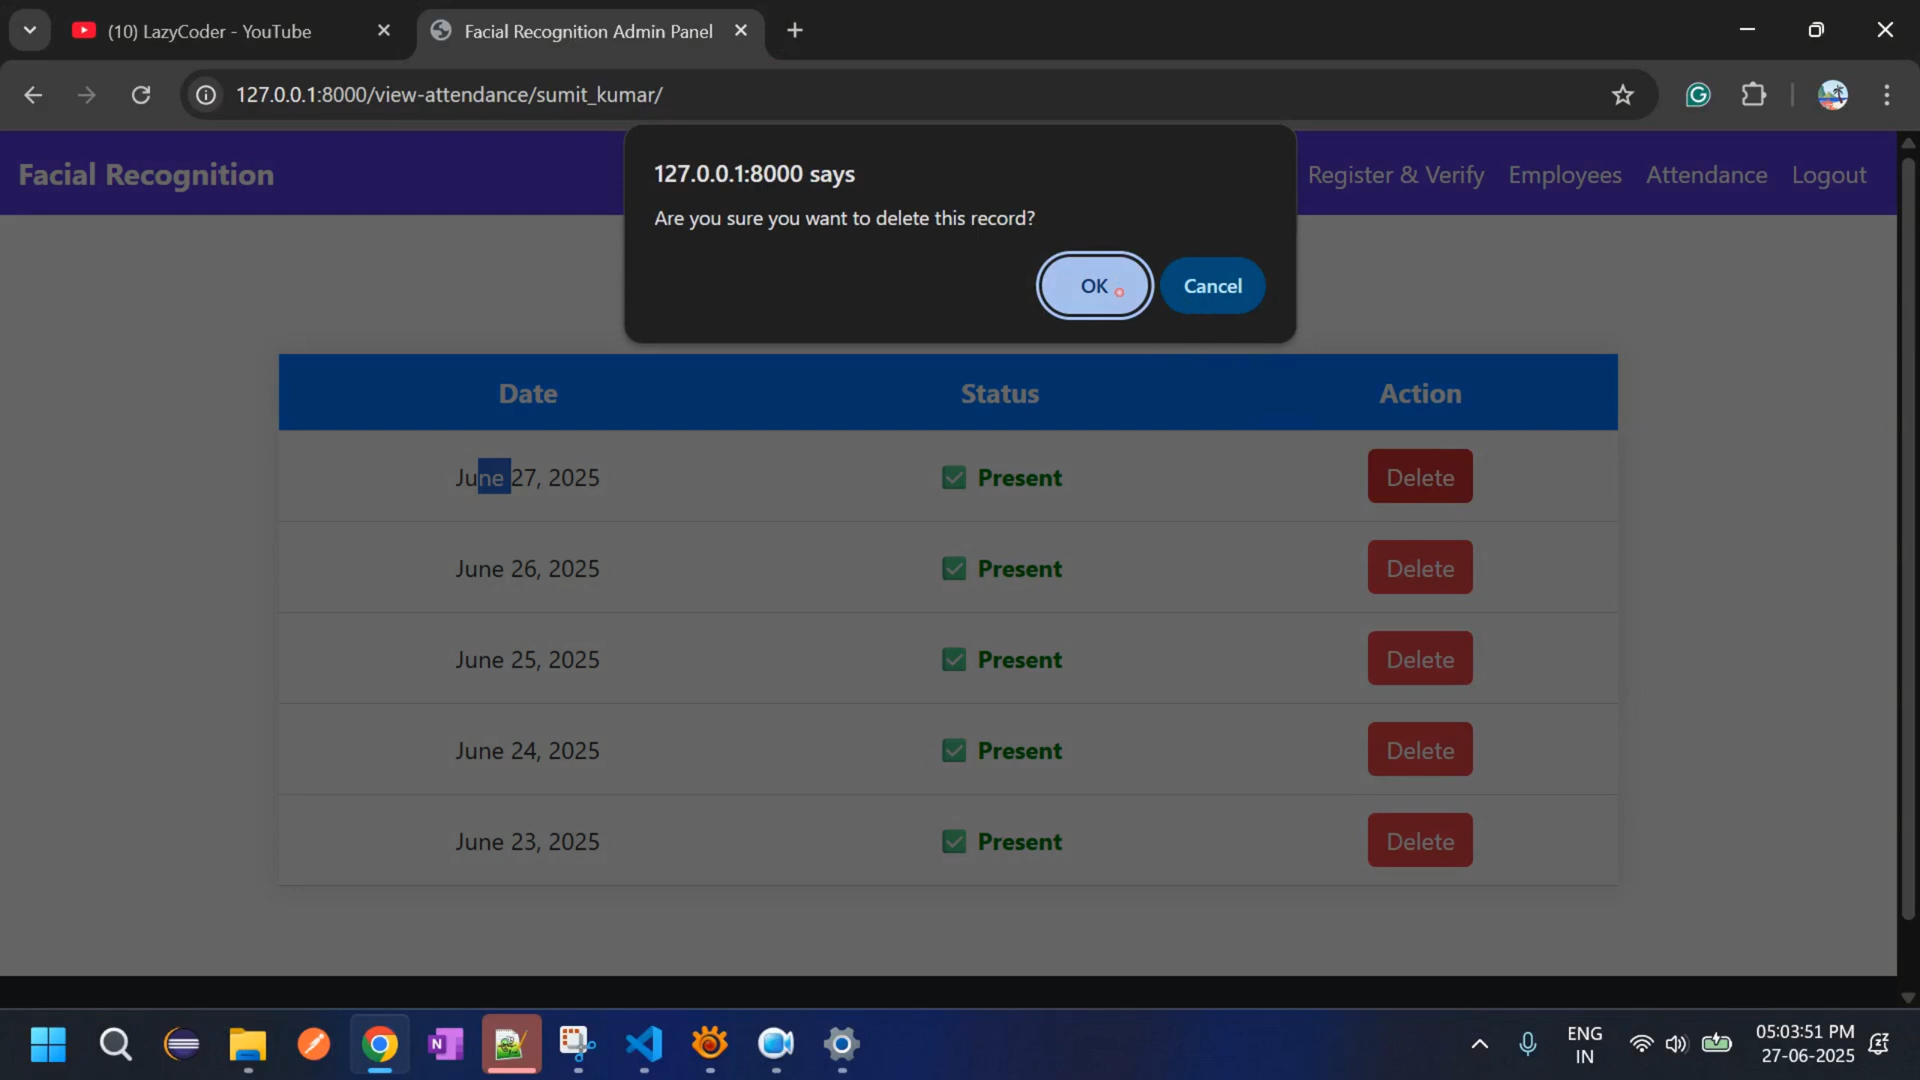 (10) LazyCoder - YouTube
Facial Recognition Admin Panel
127.0.0.1:8000/view-attendance/sumit_kumar/
Facial Recognition
Register & Verify
Employees
Attendance
Logout
127.0.0.1:8000 says
Are you sure you want to delete this record?
OK
Cancel
Date Status Action
June 27, 2025 Present Delete
June 26, 2025 Present Delete
June 25, 2025 Present Delete
June 24, 2025 Present Delete
June 23, 2025 Present Delete
ENG
IN
05:03:51 PM
27-06-2025